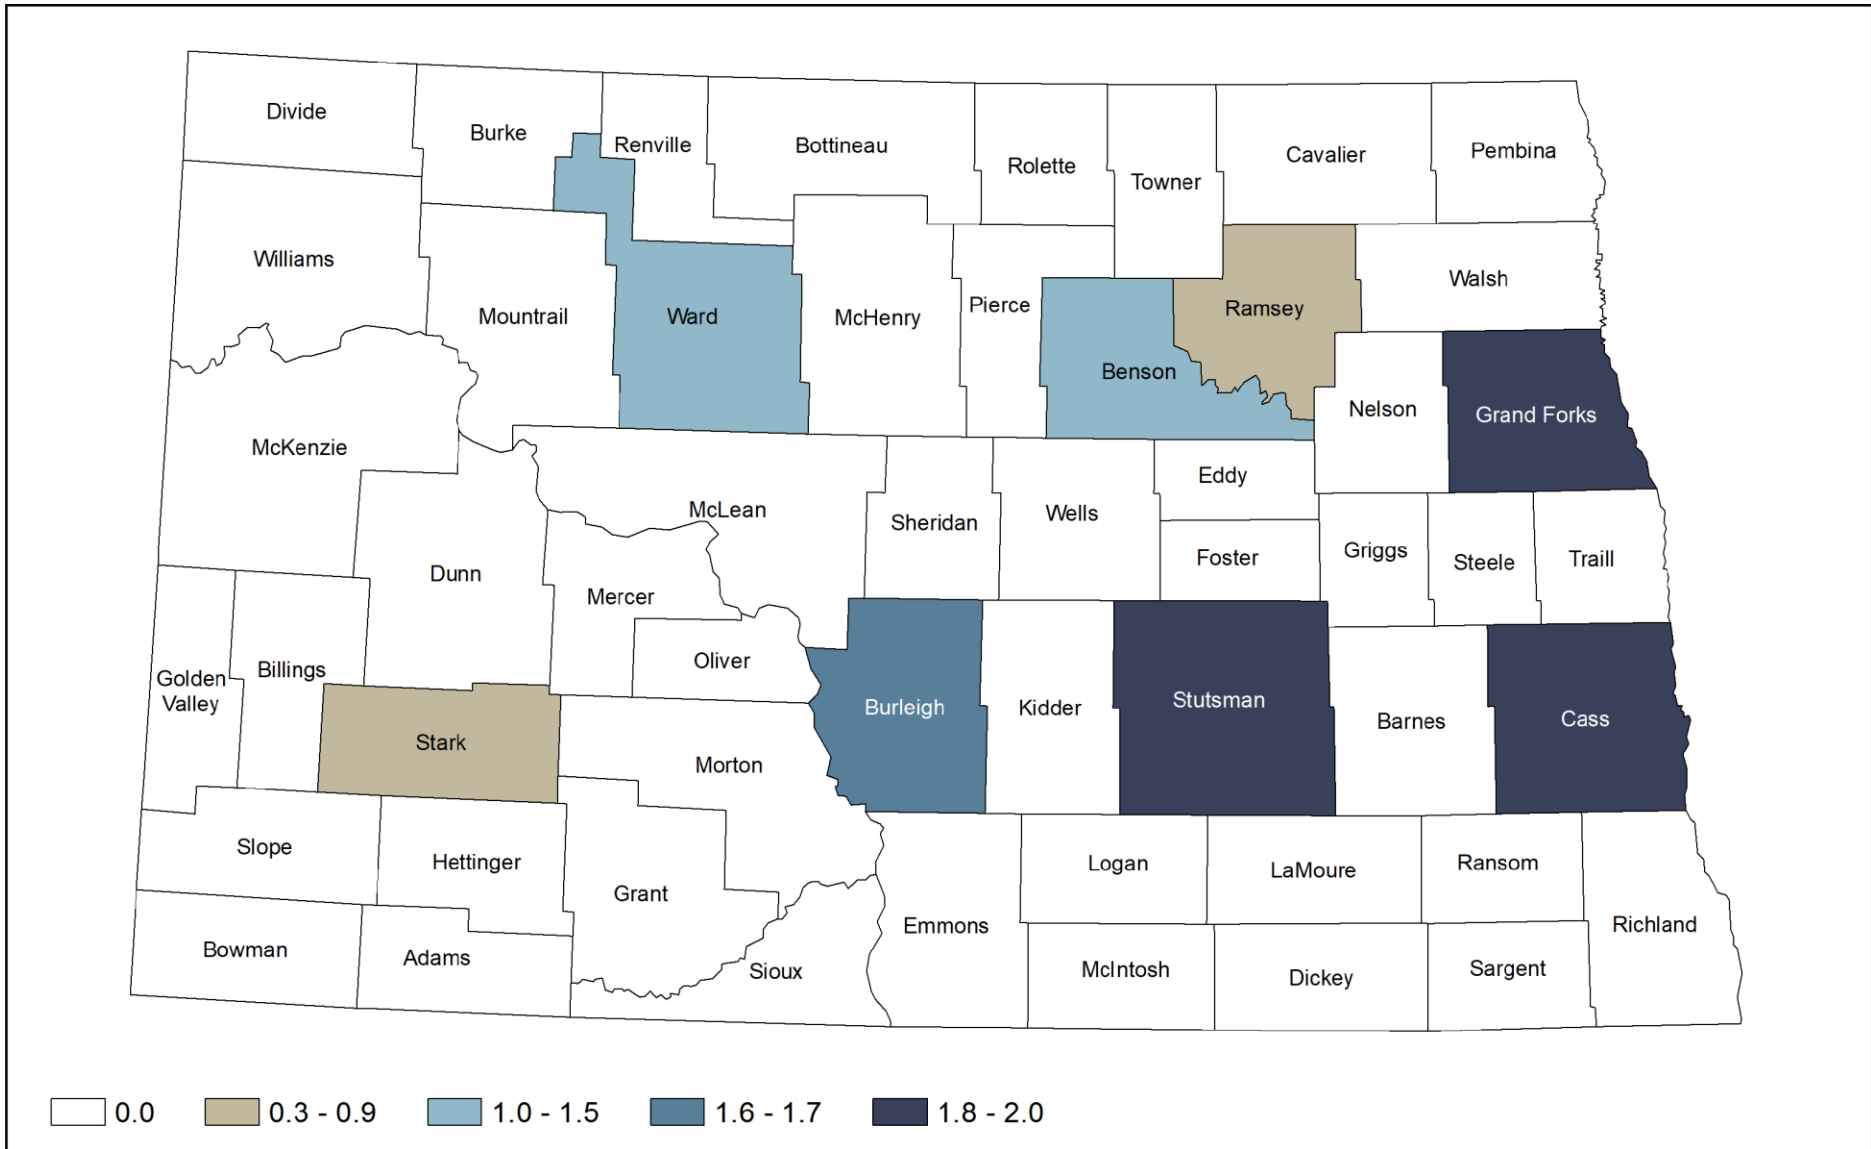 Divide
Burke
Renville
Bottineau
Rolette
Towner
Cavalier
Pembina
Williams
Mountrail
Ward
McHenry
Pierce
Benson
Ramsey
Walsh
Nelson
Grand Forks
McKenzie
Dunn
McLean
Mercer
Oliver
Sheridan
Wells
Eddy
Foster
Griggs
Steele
Traill
Golden
Valley
Billings
Stark
Morton
Burleigh
Kidder
Stutsman
Barnes
Cass
Slope
Hettinger
Grant
Bowman
Adams
Sioux
Emmons
Logan
LaMoure
Ransom
Richland
McIntosh
Dickey
Sargent
0.0
0.3 - 0.9
1.0 - 1.5
1.6 - 1.7
1.8 - 2.0